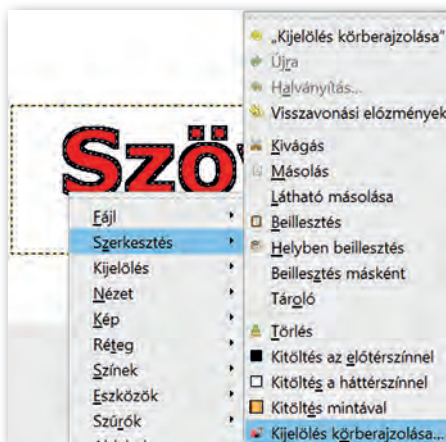 Szö
Fájl
Szerkesztés
Kijelölés
Nézet
Kép
Réteg
Színek
Eszközök
Szűrők
„Kijelölés körberajzolása”
Újra
Halványítás...
Visszavonási előzmények
Kivágás
Másolás
Látható másolása
Beillesztés
Helyben beillesztés
Beillesztés másként
Tároló
Törlés
Kitöltés az előtérszínnel
Kitöltés a háttérszínnel
Kitöltés mintával
Kijelölés körberajzolása...